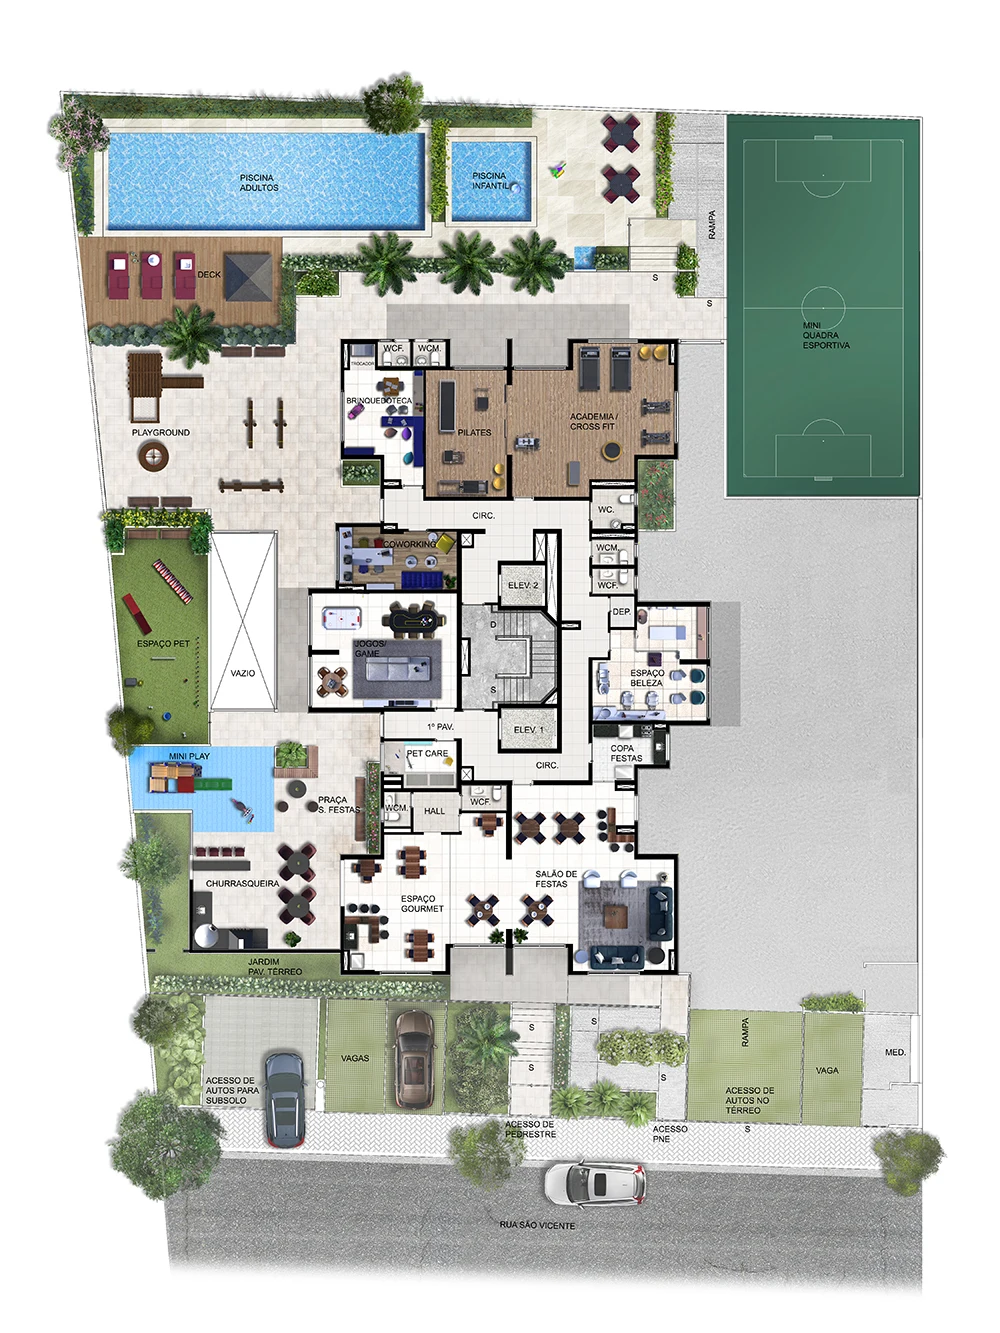 PISCINA
ADULTOS
PISCINA
INFANTIL
RAMPA
DECK
S
S
MINI
QUADRA
ESPORTIVA
TROCADOR
WCF.
WCM.
BRINQUEDOTECA
PLAYGROUND
PILATES
ACADEMIA /
CROSS FIT
CIRC.
WC.
COWORKING
WCM.
WCF.
ELEV. 2
DEP.
D
ESPAÇO PET
JOGOS/
GAME
VAZIO
ESPAÇO
BELEZA
S
1º PAV.
ELEV. 1
MINI PLAY
PET CARE
CIRC.
COPA
FESTAS
PRAÇA
S. FESTAS
WCM.
HALL
WCF.
CHURRASQUEIRA
ESPAÇO
GOURMET
SALÃO DE
FESTAS
JARDIM
PAV. TÉRREO
S
S
RAMPA
VAGAS
S
S
MED.
VAGA
ACESSO DE
AUTOS PARA
SUBSOLO
ACESSO DE
AUTOS NO
TÉRREO
ACESSO DE
PEDRESTRE
ACESSO
PNE
S
RUA SÃO VICENTE